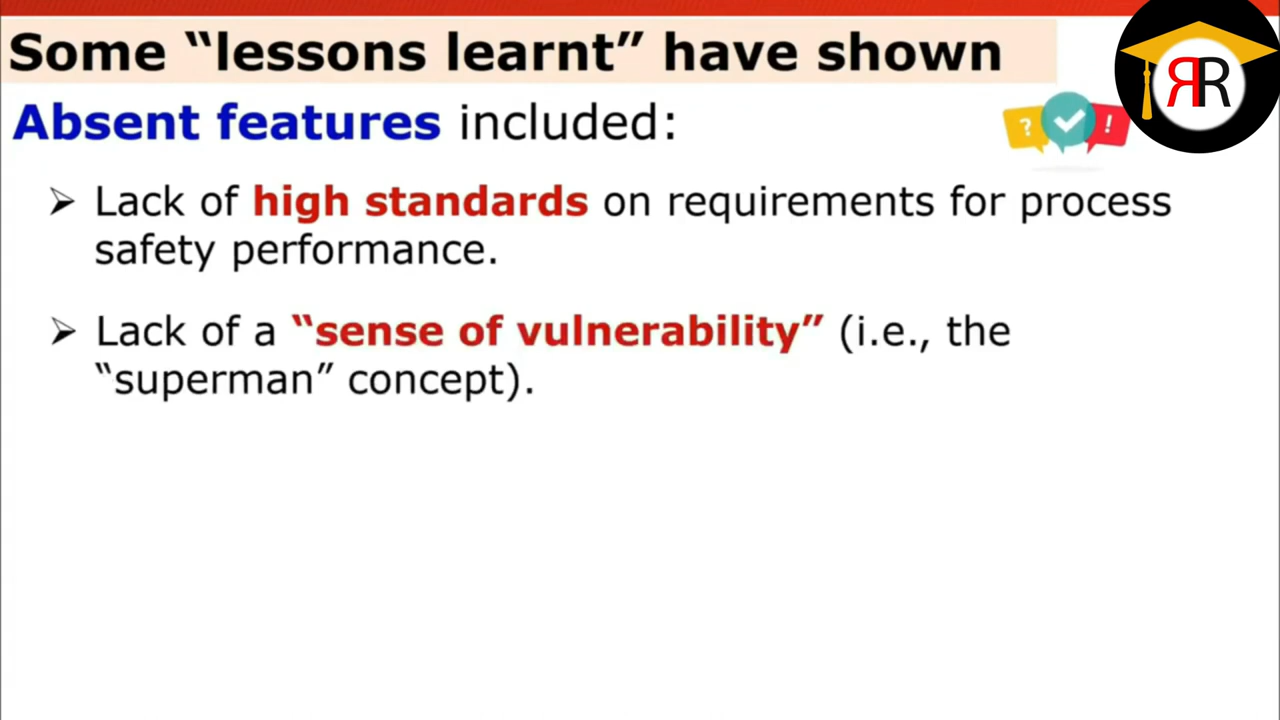 Some “lessons learnt” have shown
Absent features included:
? !
ЯR
➢ Lack of high standards on requirements for process
safety performance.
➢ Lack of a “sense of vulnerability” (i.e., the
“superman” concept).